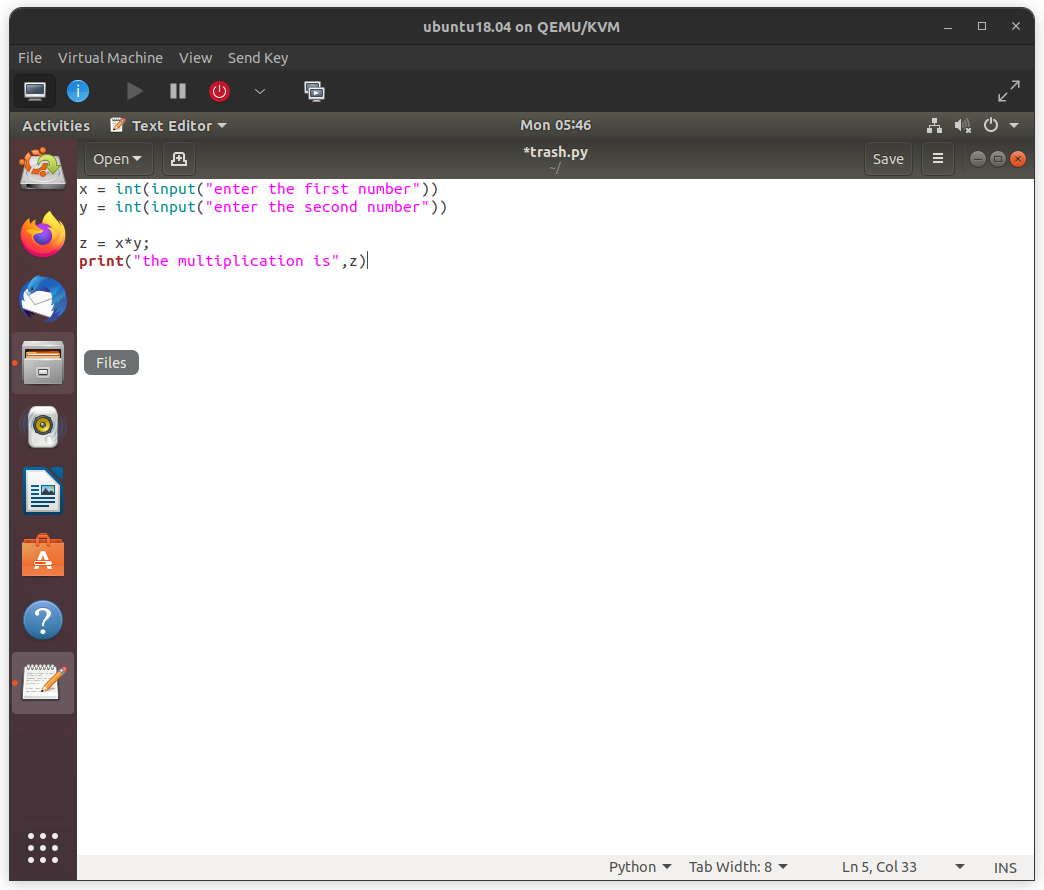 ubuntu18.04 on QEMU/KVM
File Virtual Machine View Send Key
Activities Text Editor Mon 05:46
Open *trash.py Save
~/
x = int(input("enter the first number"))
y = int(input("enter the second number"))
z = x*y;
print("the multiplication is",z)
Files
Python Tab Width: 8 Ln 5, Col 33 INS